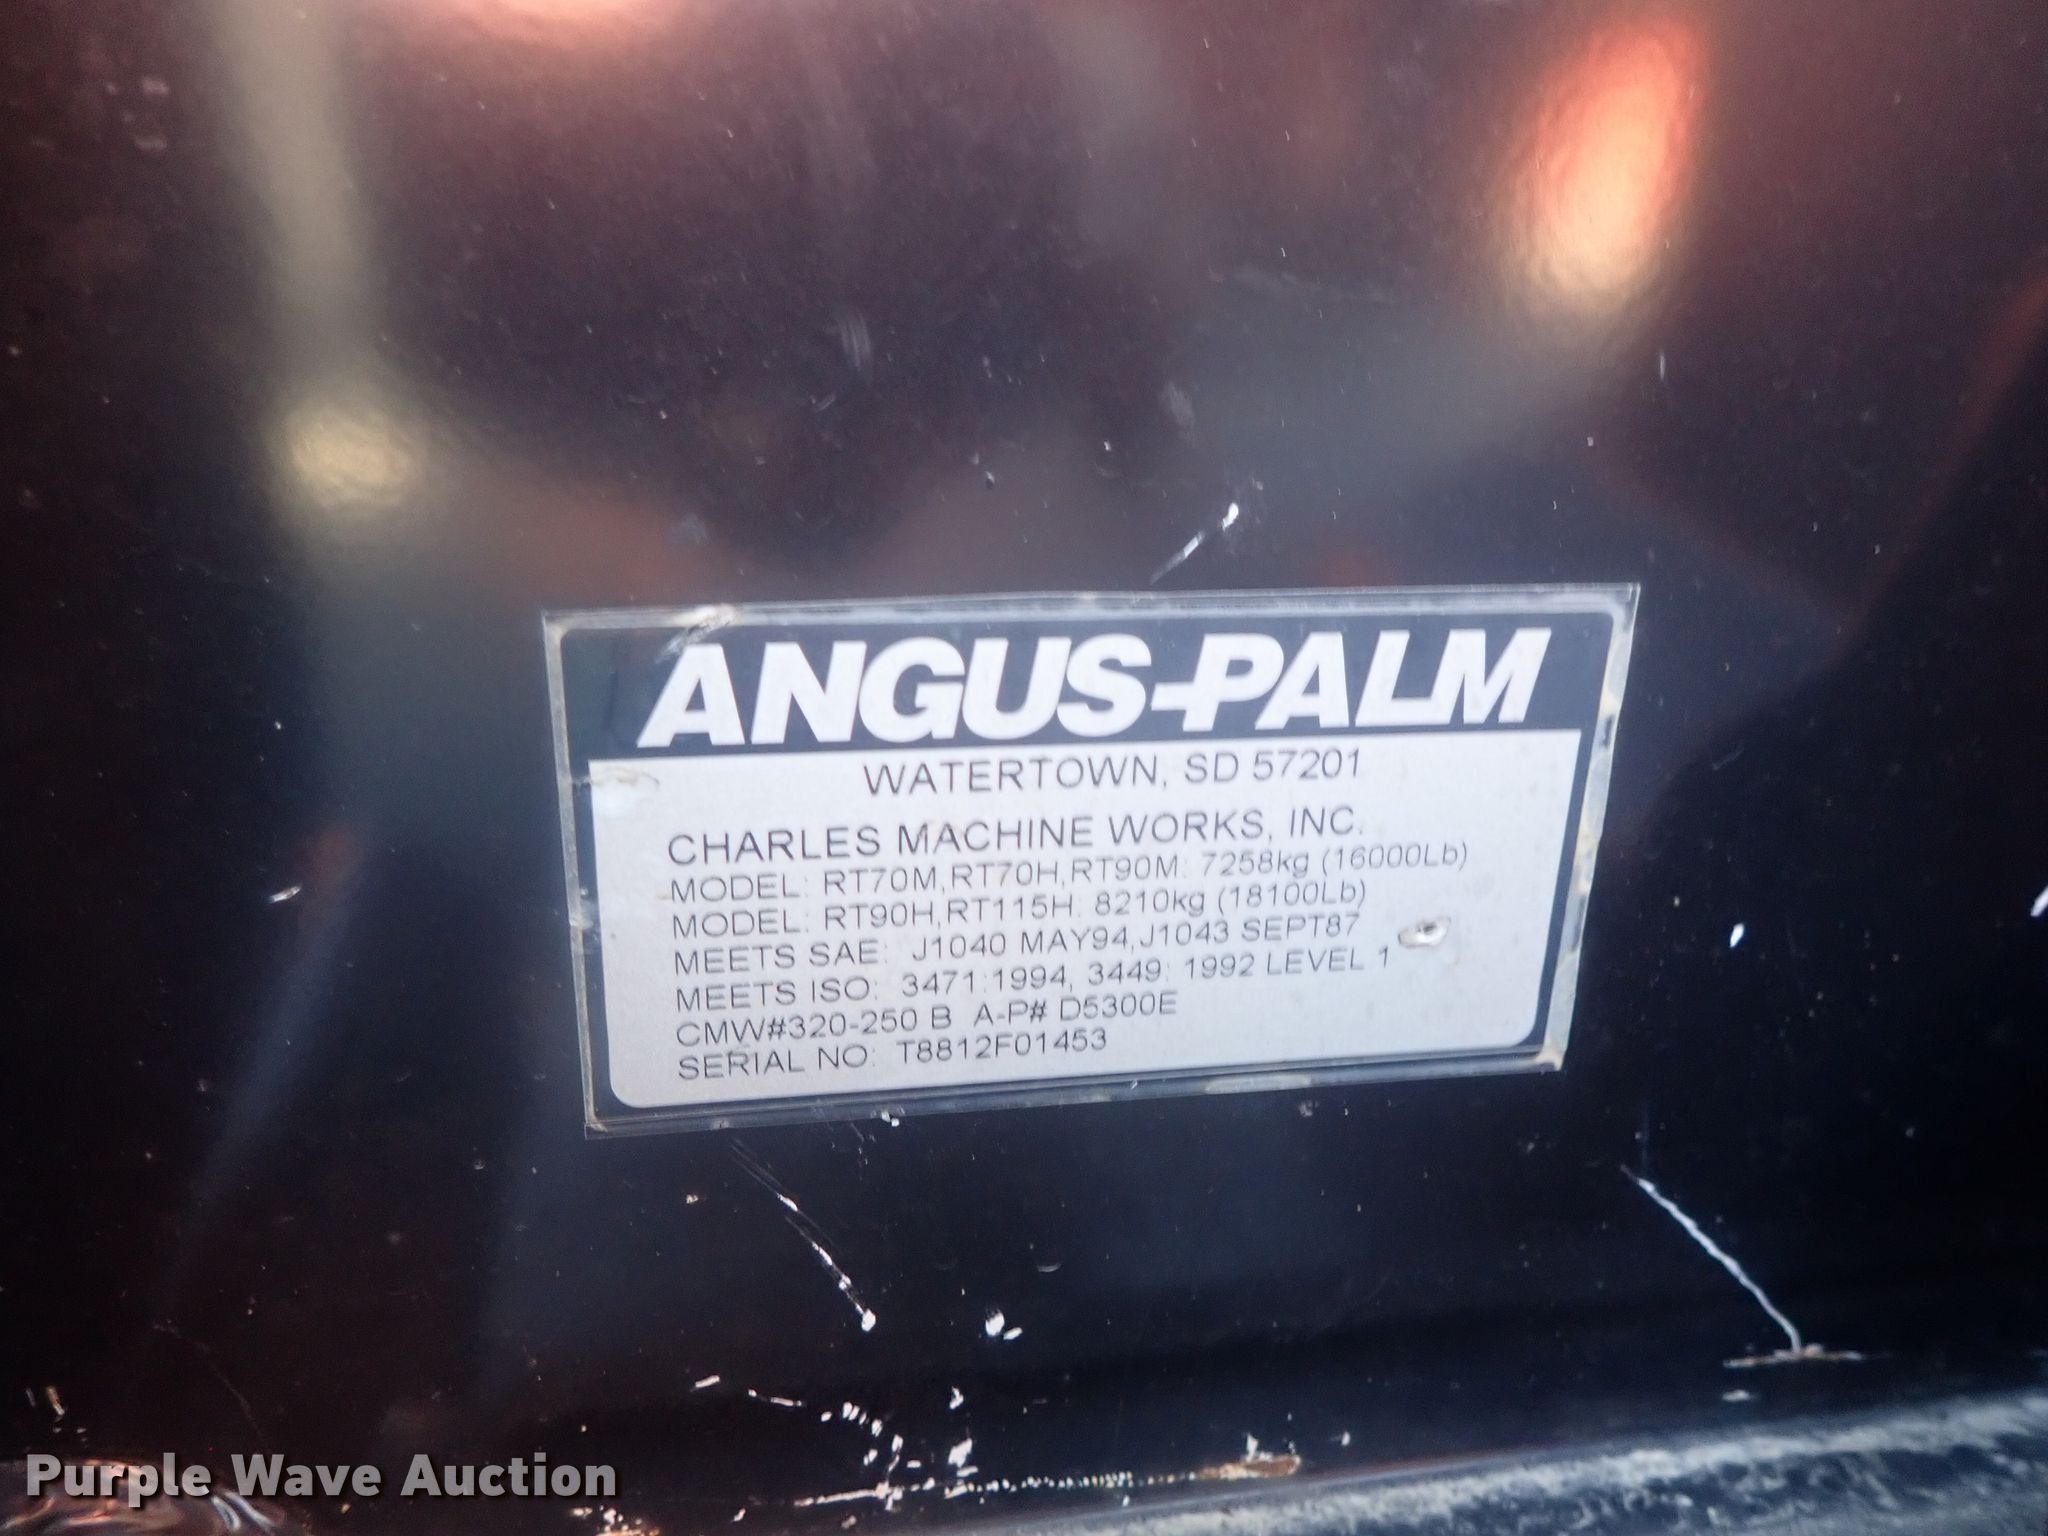 ANGUS-PALM
WATERTOWN, SD 57201
CHARLES MACHINE WORKS, INC.
MODEL: RT70M,RT70H,RT90M: 7258kg (16000Lb)
MODEL: RT90H,RT115H: 8210kg (18100Lb)
MEETS SAE: J1040 MAY94,J1043 SEPT87
MEETS ISO: 3471:1994, 3449: 1992 LEVEL 1
CMW#320-250 B A-P# D5300E
SERIAL NO: T8812F01453
Purple Wave Auction